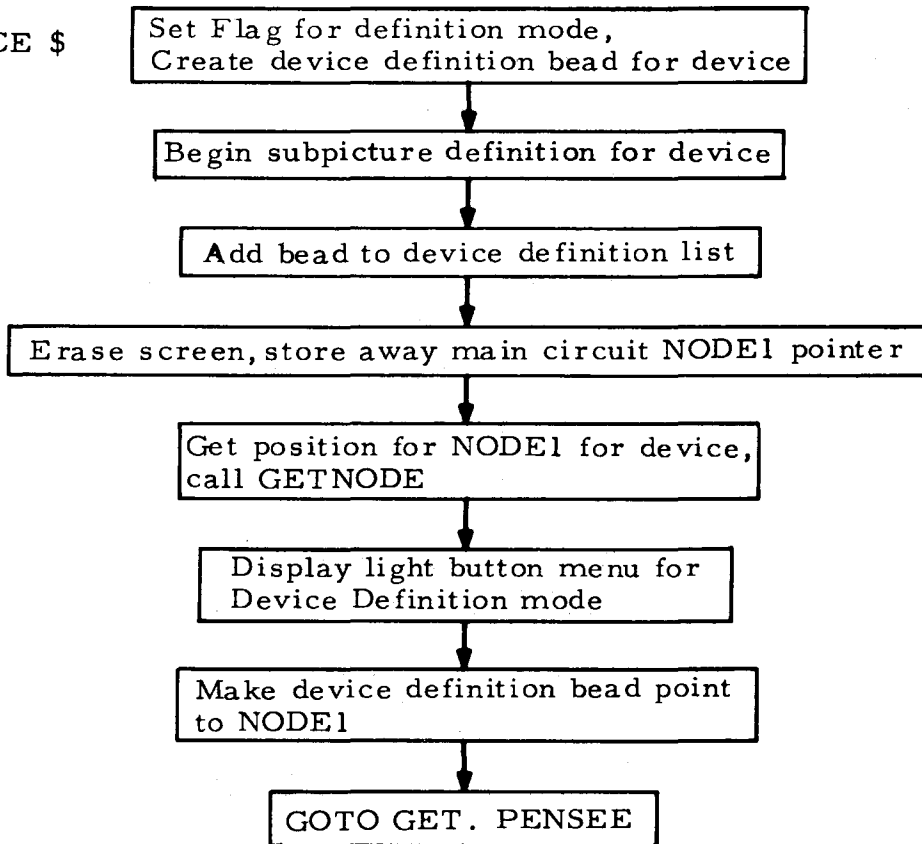 CE $
Set Flag for definition mode,
Create device definition bead for device
Begin subpicture definition for device
Add bead to device definition list
Erase screen, store away main circuit NODE1 pointer
Get position for NODE1 for device,
call GETNODE
Display light button menu for
Device Definition mode
Make device definition bead point
to NODE1
GOTO GET. PENSEE